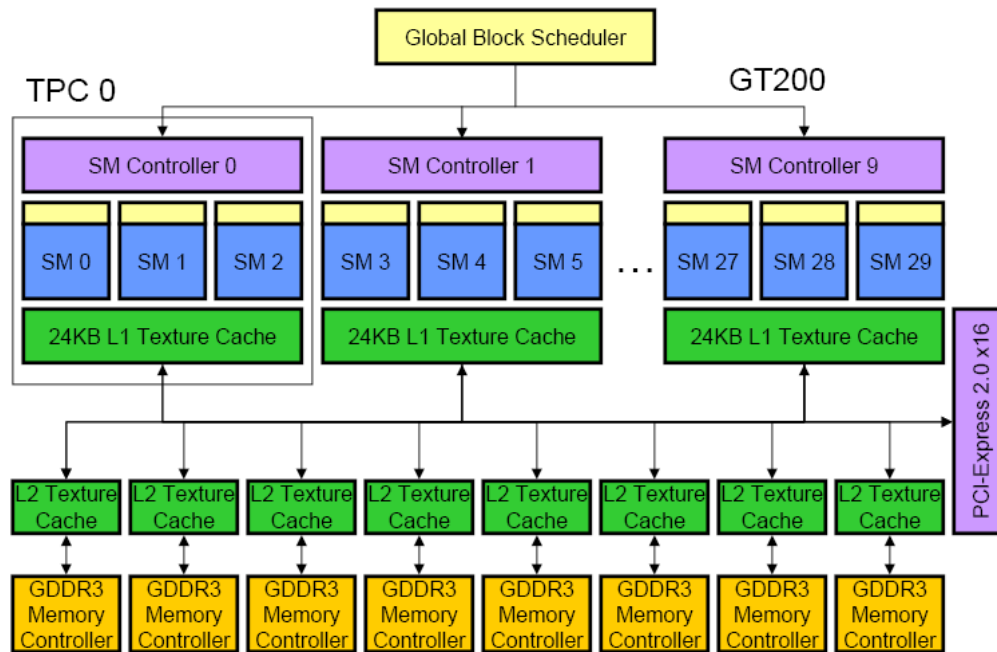 Global Block Scheduler
TPC 0
GT200
SM Controller 0
SM Controller 1
SM Controller 9
SM 0
SM 1
SM 2
SM 3
SM 4
SM 5
...
SM 27
SM 28
SM 29
24KB L1 Texture Cache
24KB L1 Texture Cache
24KB L1 Texture Cache
PCI-Express 2.0 x16
L2 Texture
Cache
L2 Texture
Cache
L2 Texture
Cache
L2 Texture
Cache
L2 Texture
Cache
L2 Texture
Cache
L2 Texture
Cache
L2 Texture
Cache
GDDR3
Memory
Controller
GDDR3
Memory
Controller
GDDR3
Memory
Controller
GDDR3
Memory
Controller
GDDR3
Memory
Controller
GDDR3
Memory
Controller
GDDR3
Memory
Controller
GDDR3
Memory
Controller